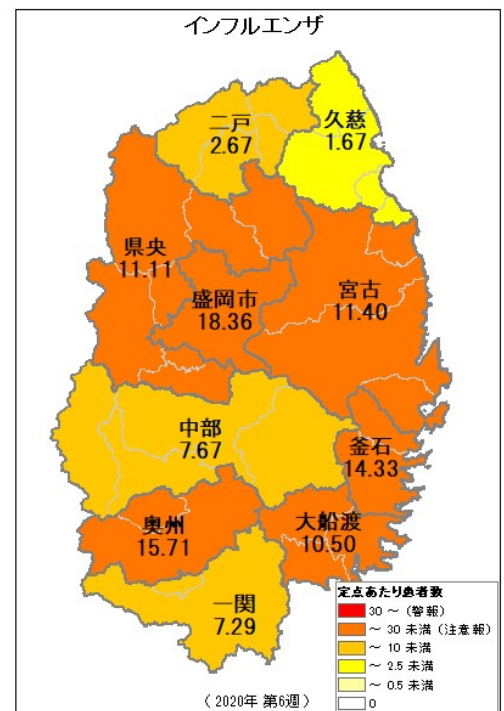 インフルエンザ
二戸
2.67
久慈
1.67
県央
11.11
盛岡市
18.36
宮古
11.40
中部
7.67
釜石
14.33
奥州
15.71
大船渡
10.50
一関
7.29
定点あたり患者数
30 ～ (警報)
～ 30 未満 (注意報)
～ 10 未満
～ 2.5 未満
～ 0.5 未満
0
（2020年 第6週）